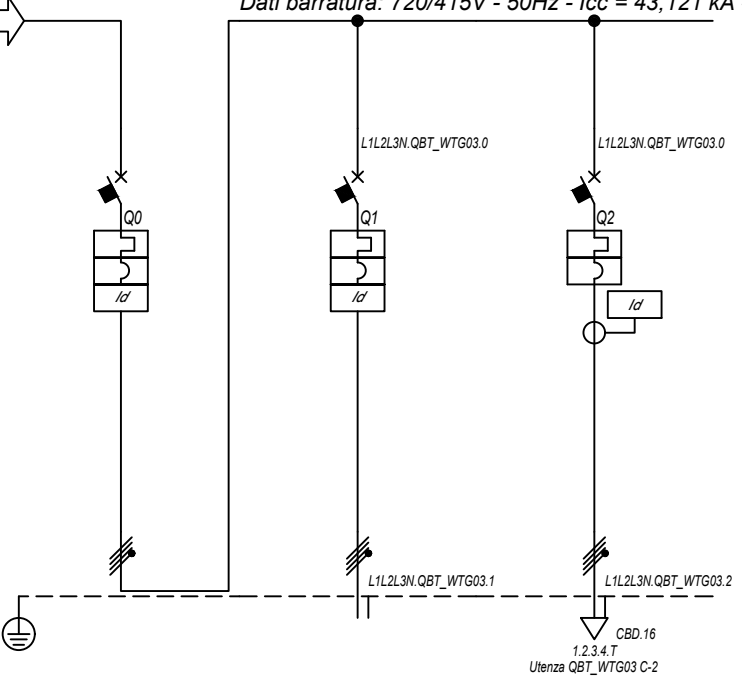 Dati barratura: 720/415V - 50Hz - Icc = 43,121 kA
L1L2L3N.QBT_WTG03.0
L1L2L3N.QBT_WTG03.0
Q0
Q1
Q2
Id
Id
Id
L1L2L3N.QBT_WTG03.1
L1L2L3N.QBT_WTG03.2
CBD.16
1.2.3.4.T
Utenza QBT_WTG03 C-2